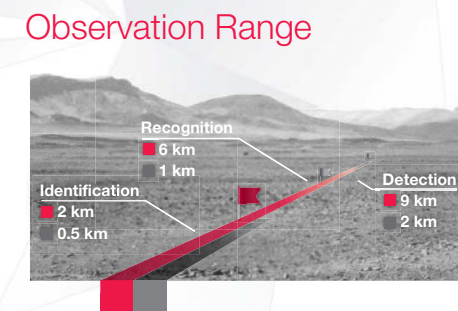 Observation Range
Recognition
6 km
1 km
Identification
2 km
0.5 km
Detection
9 km
2 km